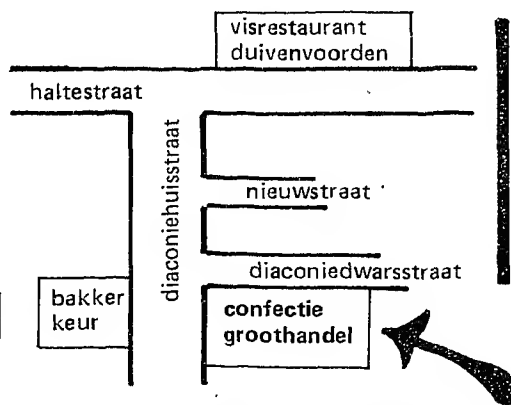 visrestaurant
duivenvoorden
haltestraat
diaconiehuisstraat
nieuwstraat
diaconiedwarsstraat
bakker
keur
confectie
groothandel